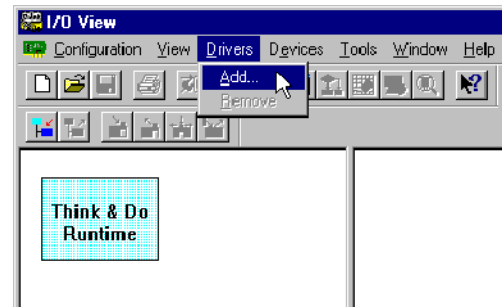 I/O View
Configuration View Drivers Devices Tools Window Help
Add...
Remove
Think & Do
Runtime